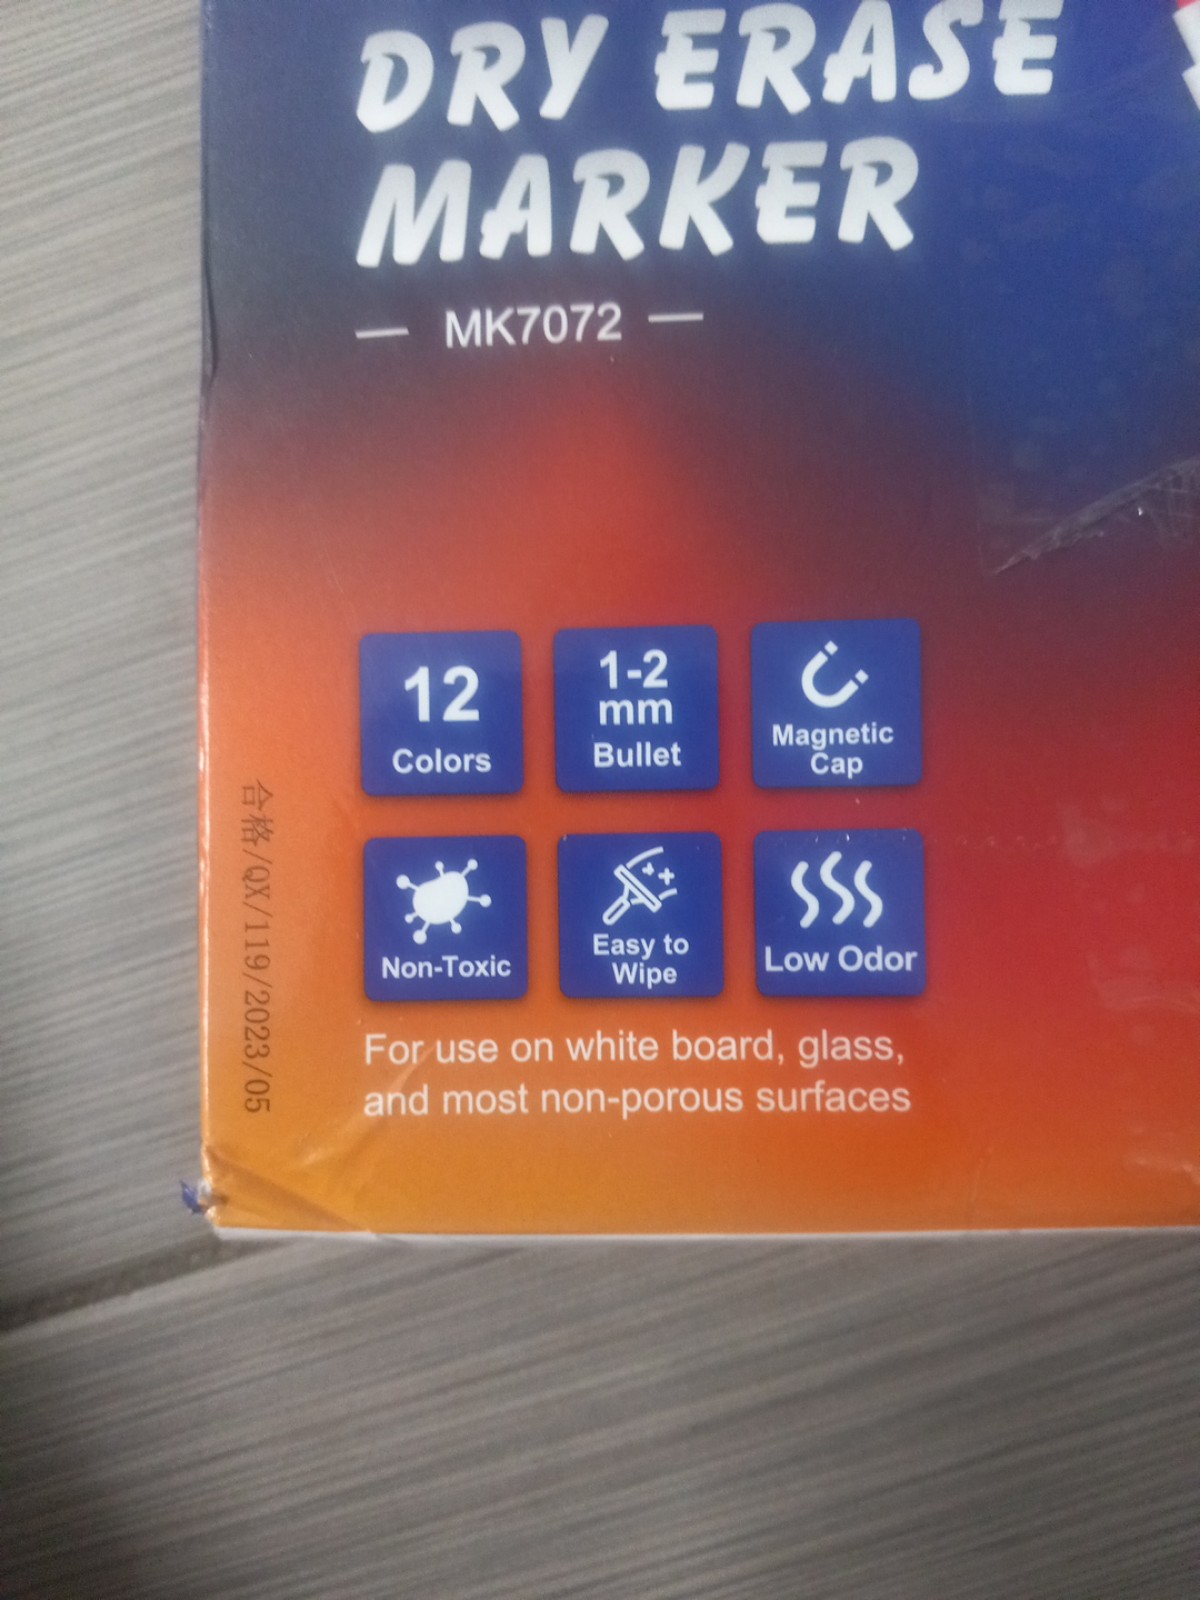 DRY ERASE
MARKER
— MK7072 —
12
Colors
1-2
mm
Bullet
Magnetic
Cap
Non-Toxic
Easy to
Wipe
Low Odor
For use on white board, glass,
and most non-porous surfaces
合格/QX/119/2023/05